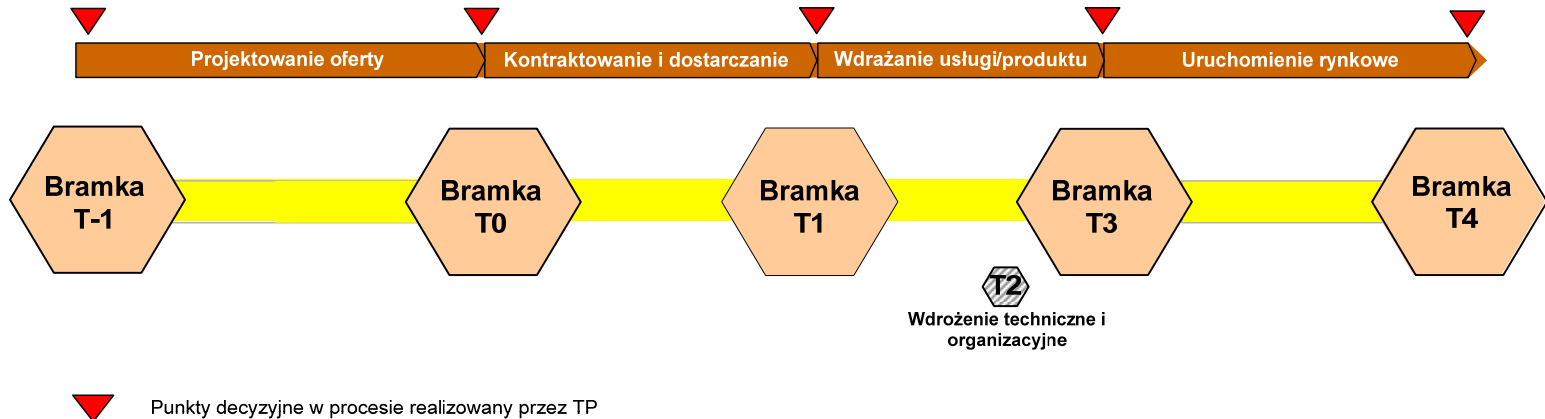 Projektowanie oferty
Kontraktowanie i dostarczanie
Wdrażanie usługi/produktu
Uruchomienie rynkowe
Bramka
T-1
Bramka
T0
Bramka
T1
Bramka
T3
Bramka
T4
T2
Wdrożenie techniczne i
organizacyjne
Punkty decyzyjne w procesie realizowany przez TP